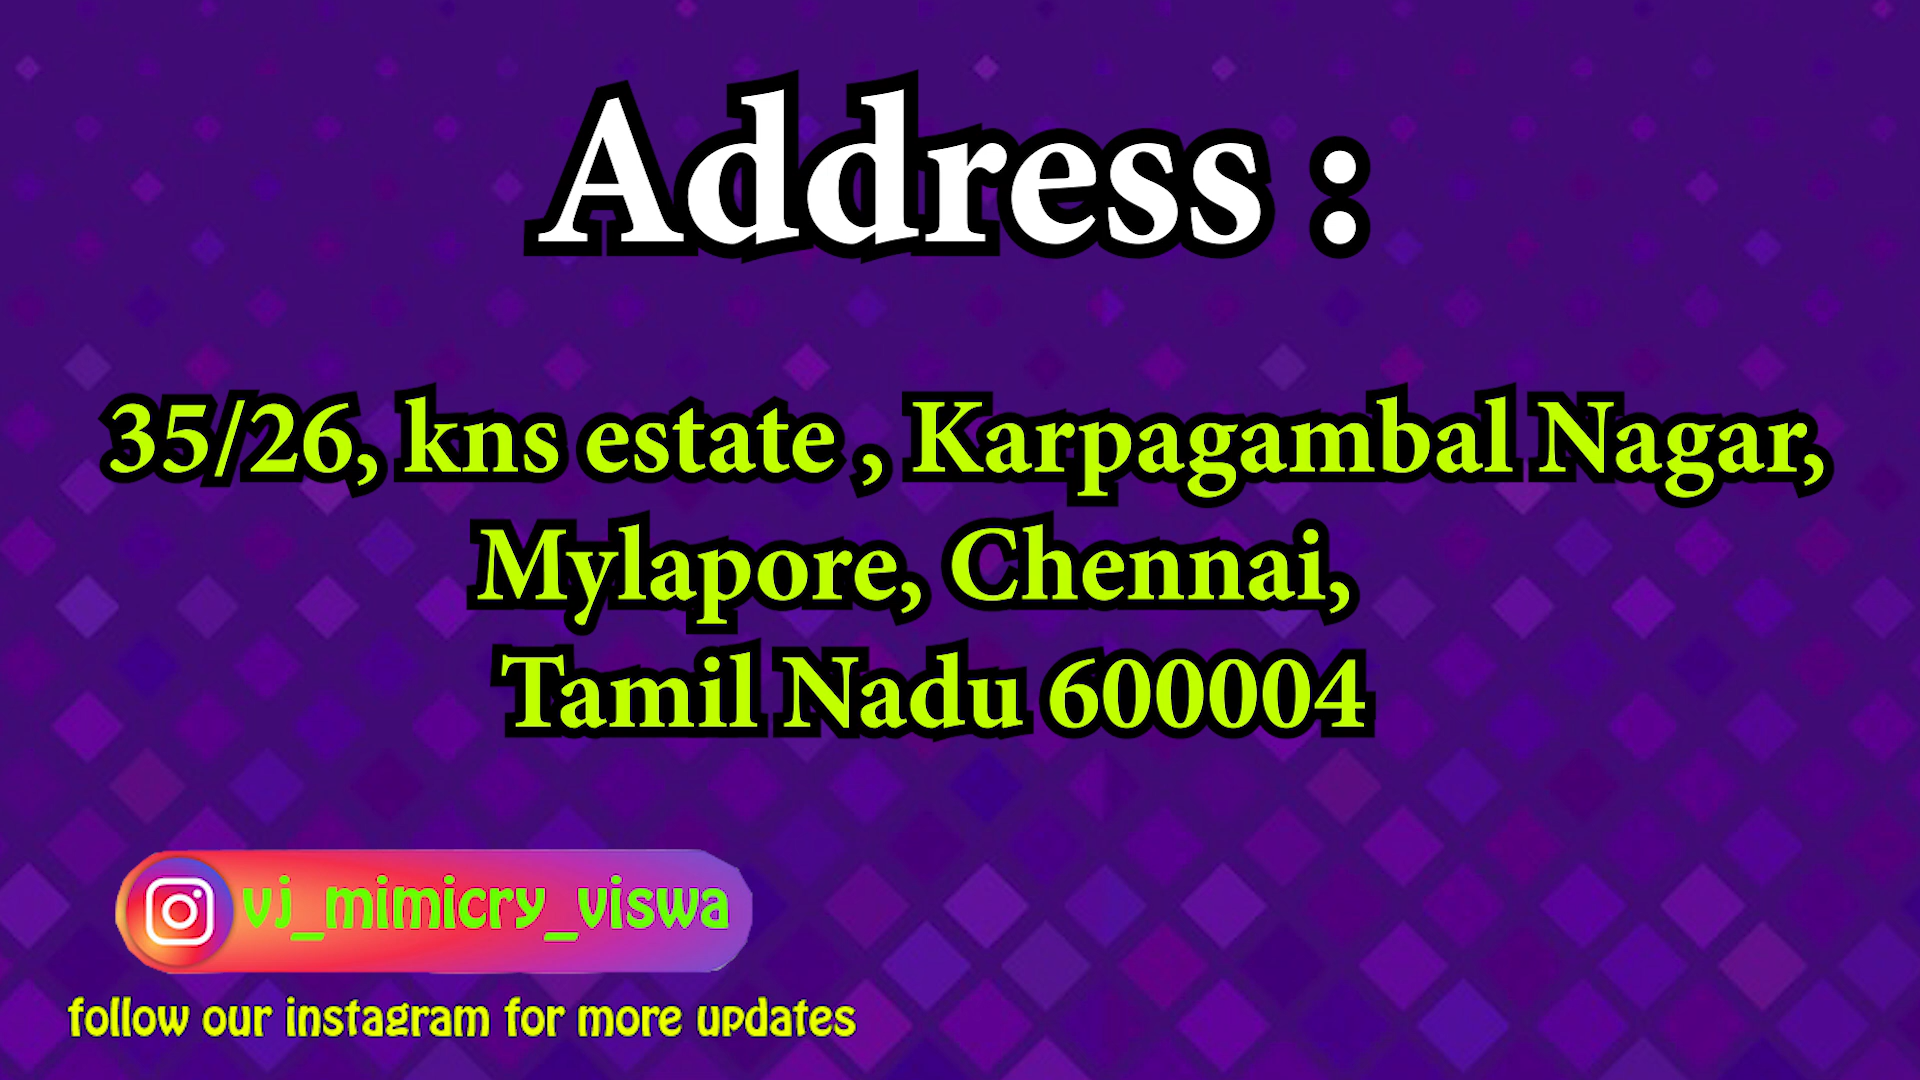 Address :
35/26, kns estate , Karpagambal Nagar,
Mylapore, Chennai,
Tamil Nadu 600004
vj_mimicry_viswa
follow our instagram for more updates